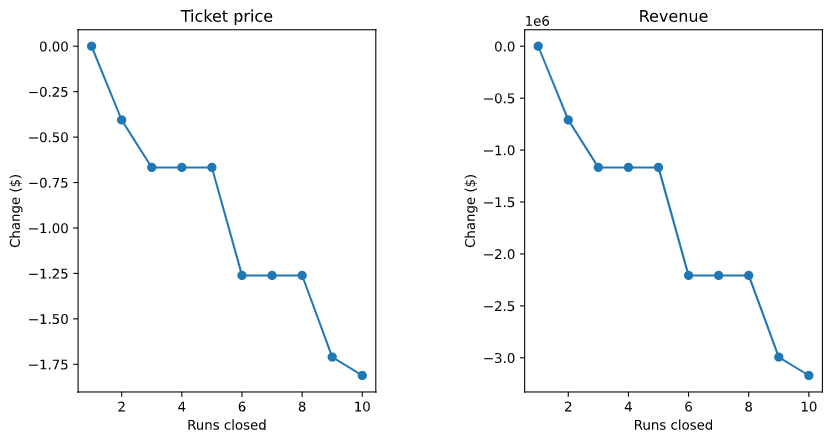 Ticket price
0.00
−0.25
−0.50
−0.75
−1.00
−1.25
−1.50
−1.75
Change ($)
2 4 6 8 10
Runs closed
Revenue
1e6
0.0
−0.5
−1.0
−1.5
−2.0
−2.5
−3.0
Change ($)
2 4 6 8 10
Runs closed